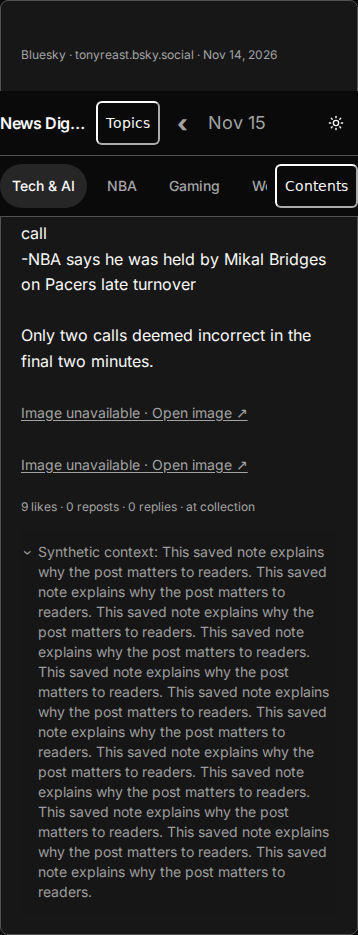 Bluesky · tonyreast.bsky.social · Nov 14, 2026
News Dig... Topics ‹ Nov 15
Tech & AI NBA Gaming Contents
call
-NBA says he was held by Mikal Bridges
on Pacers late turnover
Only two calls deemed incorrect in the
final two minutes.
Image unavailable · Open image ↗
Image unavailable · Open image ↗
9 likes · 0 reposts · 0 replies · at collection
Synthetic context: This saved note explains
why the post matters to readers. This saved
note explains why the post matters to
readers. This saved note explains why the
post matters to readers. This saved note
explains why the post matters to readers.
This saved note explains why the post
matters to readers. This saved note explains
why the post matters to readers. This saved
note explains why the post matters to
readers. This saved note explains why the
post matters to readers. This saved note
explains why the post matters to readers.
This saved note explains why the post
matters to readers. This saved note explains
why the post matters to readers. This saved
note explains why the post matters to
readers.